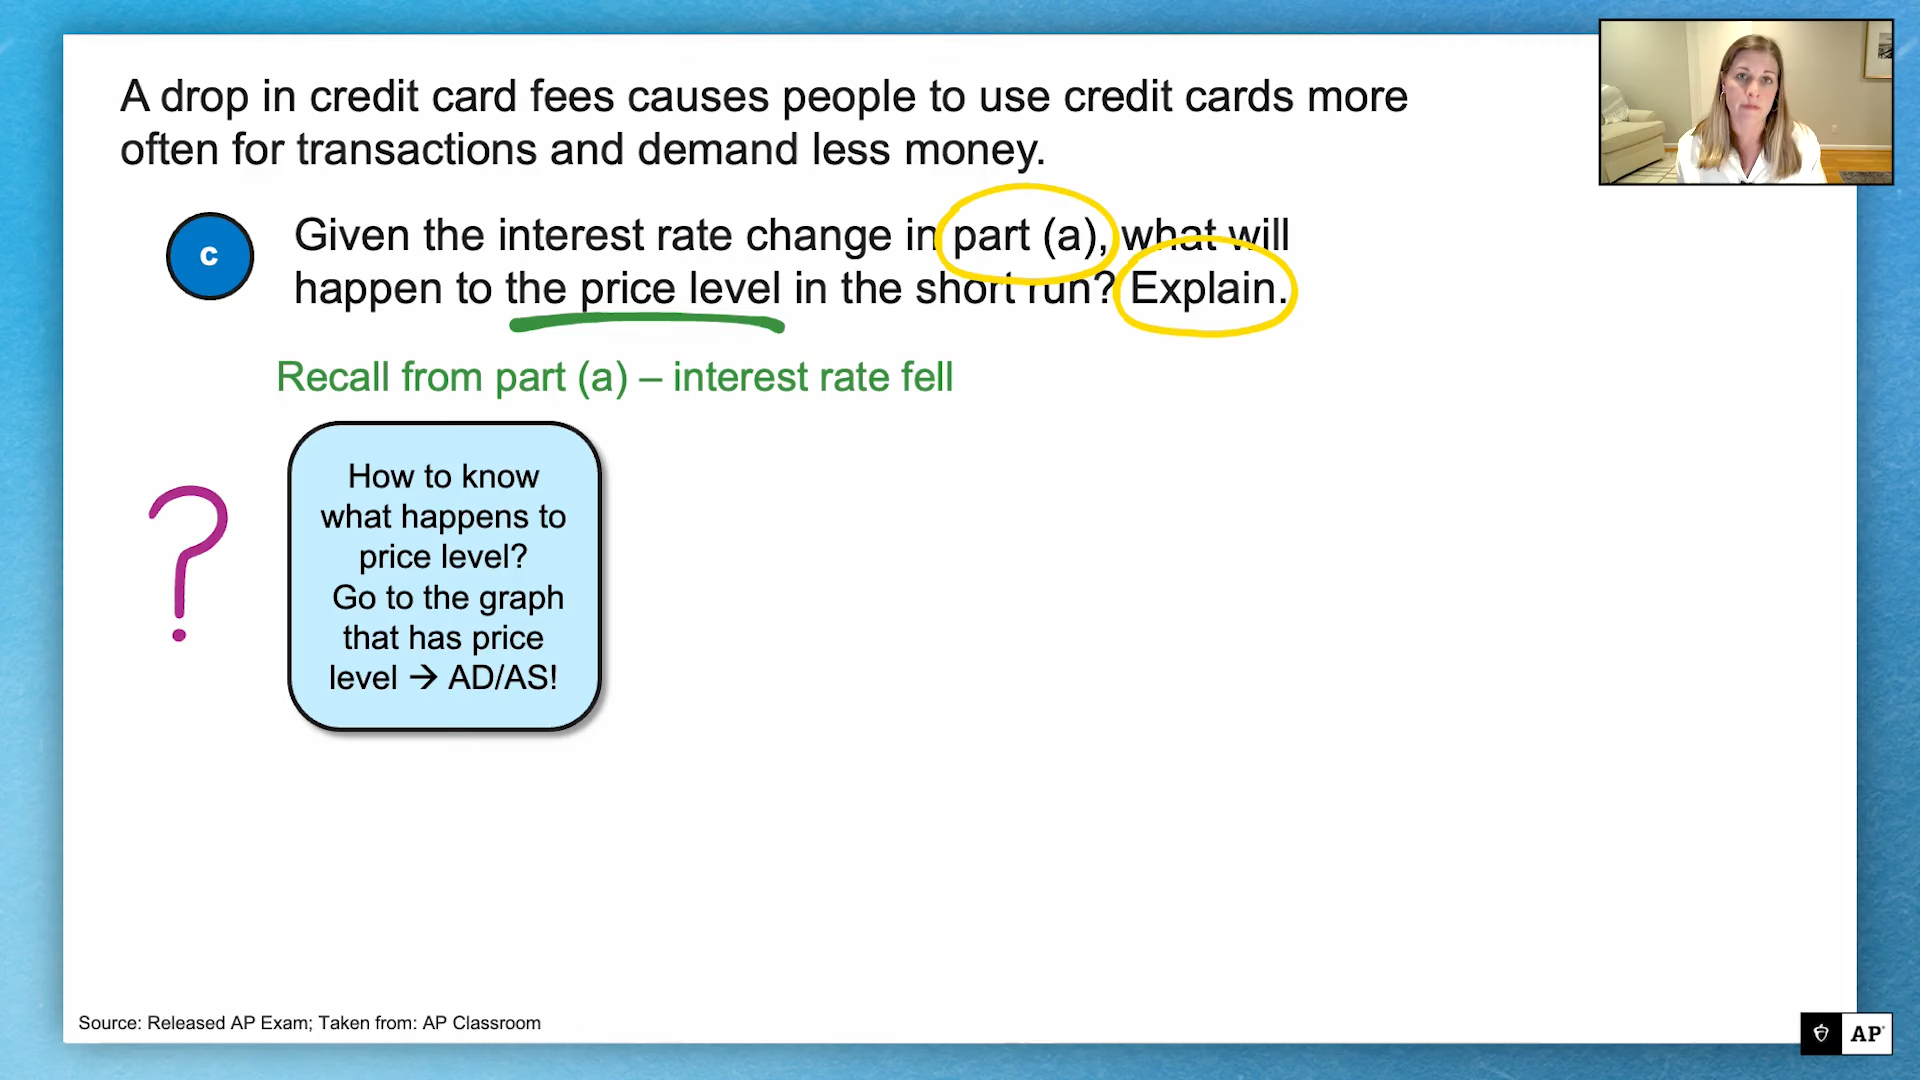 A drop in credit card fees causes people to use credit cards more
often for transactions and demand less money.
c
Given the interest rate change in part (a), what will
happen to the price level in the short run? Explain.
Recall from part (a) – interest rate fell
?
How to know
what happens to
price level?
Go to the graph
that has price
level → AD/AS!
Source: Released AP Exam; Taken from: AP Classroom
AP